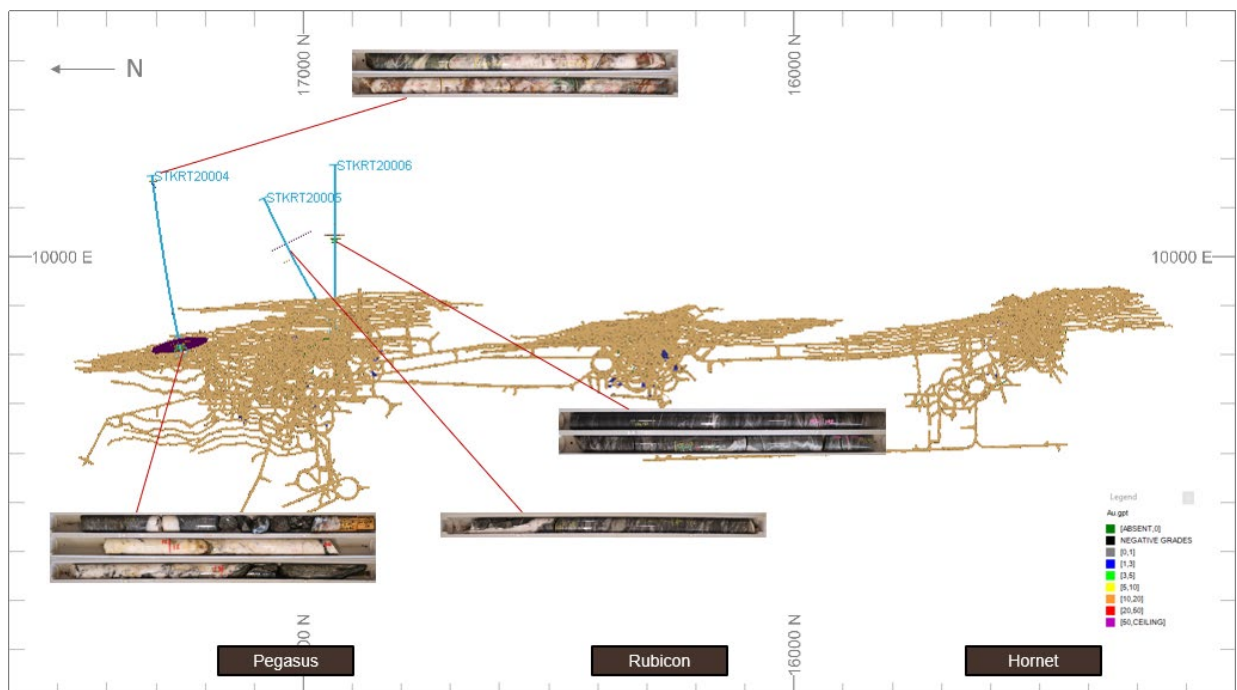 N
17000 N
16000 N
STKRT20004
STKRT20005
STKRT20006
10000 E
10000 E
Legend
Au.gpt
[ABSENT,0]
NEGATIVE GRADES
[0,1]
[1,3]
[3,5]
[5,10]
[10,20]
[20,50]
[50,CEILING]
16000 N
Pegasus
Rubicon
Hornet